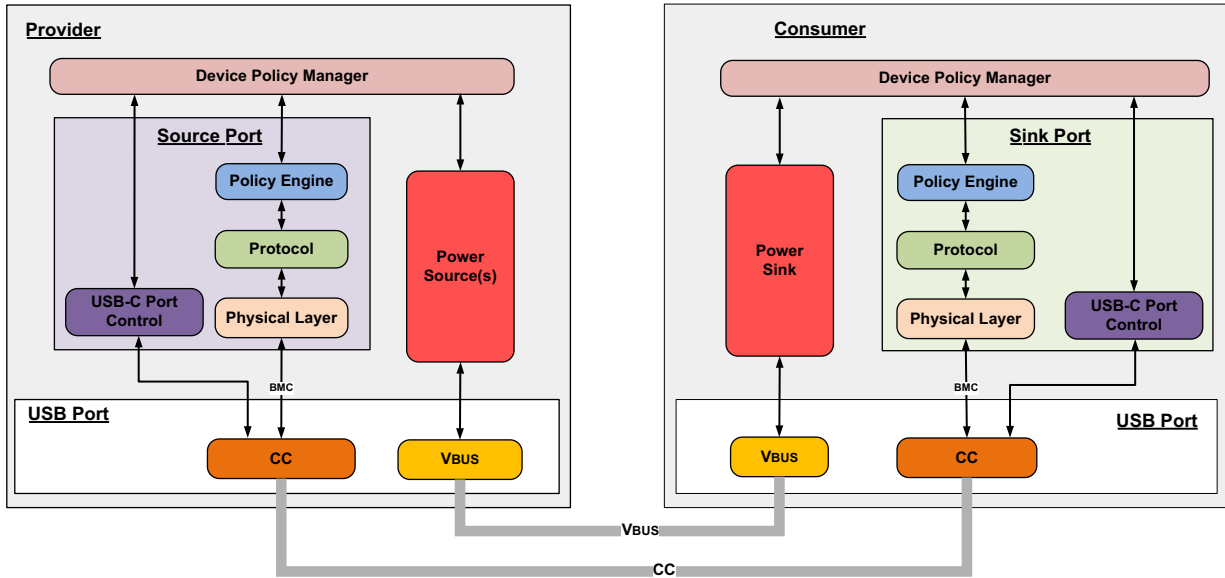 Provider
Device Policy Manager
Source Port
Policy Engine
Protocol
Physical Layer
USB-C Port
Control
Power
Source(s)
BMC
USB Port
CC
VBUS
Consumer
Device Policy Manager
Sink Port
Policy Engine
Protocol
Physical Layer
USB-C Port
Control
Power
Sink
BMC
USB Port
VBUS
CC
VBUS
CC